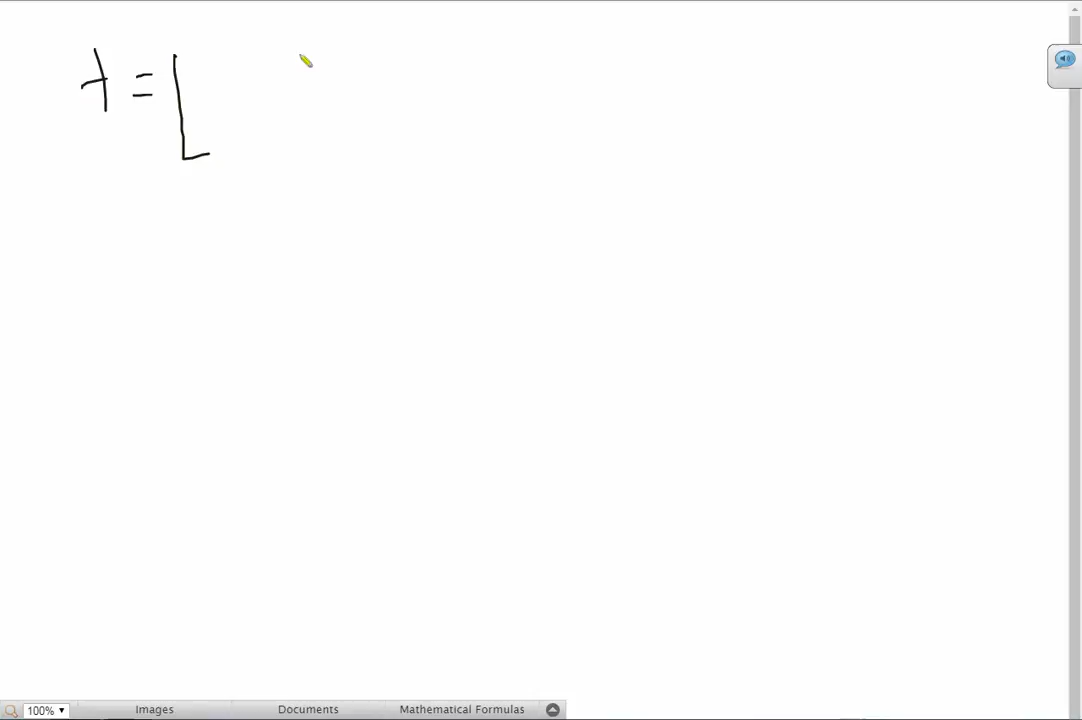 A = [
100% ▼ Images Documents Mathematical Formulas